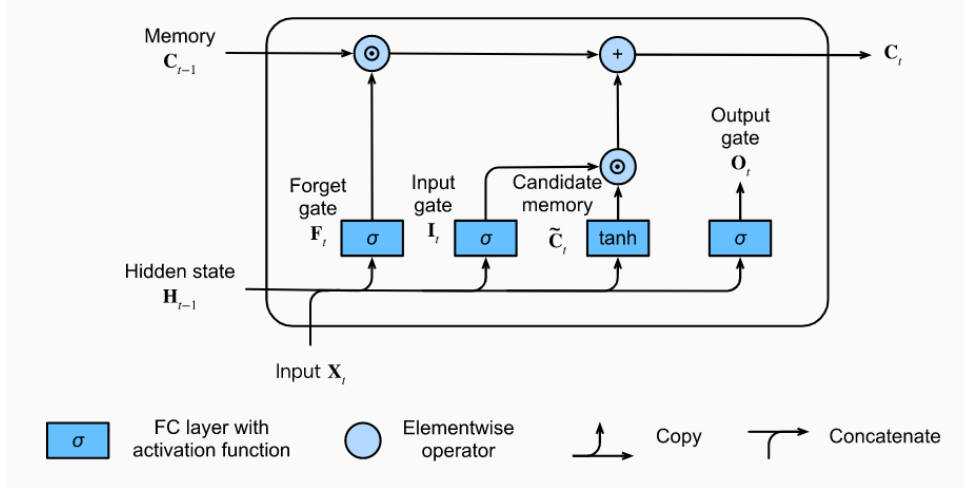 Memory
C_{t-1}
⊙
+
C_t
Output
gate
O_t
⊙
Forget
gate
F_t
Input
gate
I_t
Candidate
memory
C̃_t
σ
σ
tanh
σ
Hidden state
H_{t-1}
Input X_t
σ
FC layer with
activation function
Elementwise
operator
Copy
Concatenate